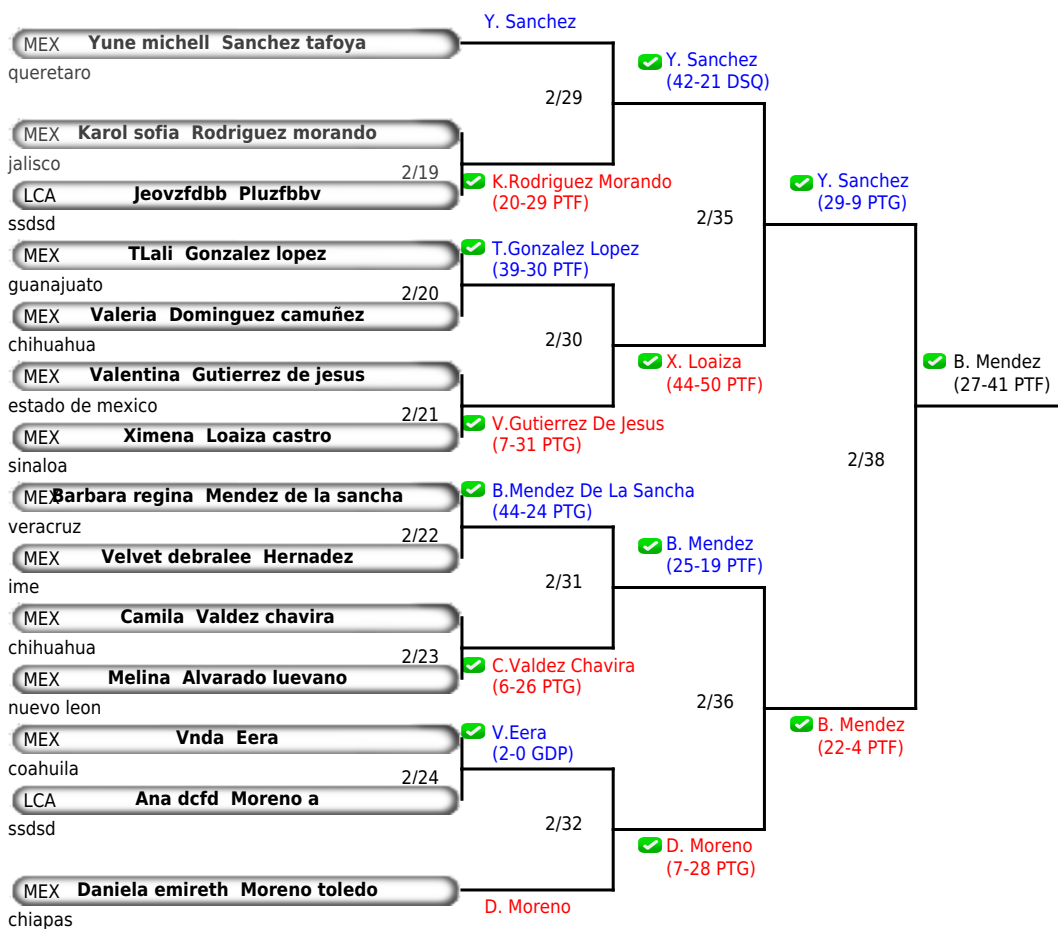 Y. Sanchez
MEX Yune michell Sanchez tafoya
queretaro
2/29
Y. Sanchez
(42-21 DSQ)
MEX Karol sofia Rodriguez morando
jalisco
2/19
K.Rodriguez Morando
(20-29 PTF)
LCA Jeovzfdbb Pluzfbbv
ssdsd
Y. Sanchez
(29-9 PTG)
2/35
MEX TLali Gonzalez lopez
guanajuato
T.Gonzalez Lopez
(39-30 PTF)
2/20
MEX Valeria Dominguez camuñez
chihuahua
2/30
X. Loaiza
(44-50 PTF)
B. Mendez
(27-41 PTF)
MEX Valentina Gutierrez de jesus
estado de mexico
2/21
V.Gutierrez De Jesus
(7-31 PTG)
MEX Ximena Loaiza castro
sinaloa
2/38
MEX Barbara regina Mendez de la sancha
veracruz
B.Mendez De La Sancha
(44-24 PTG)
2/22
MEX Velvet debralee Hernadez
ime
B. Mendez
(25-19 PTF)
2/31
MEX Camila Valdez chavira
chihuahua
2/23
C.Valdez Chavira
(6-26 PTG)
MEX Melina Alvarado luevano
nuevo leon
2/36
B. Mendez
(22-4 PTF)
MEX Vnda Eera
coahuila
V.Eera
(2-0 GDP)
2/24
LCA Ana dcfd Moreno a
ssdsd
2/32
D. Moreno
(7-28 PTG)
MEX Daniela emireth Moreno toledo
chiapas
D. Moreno